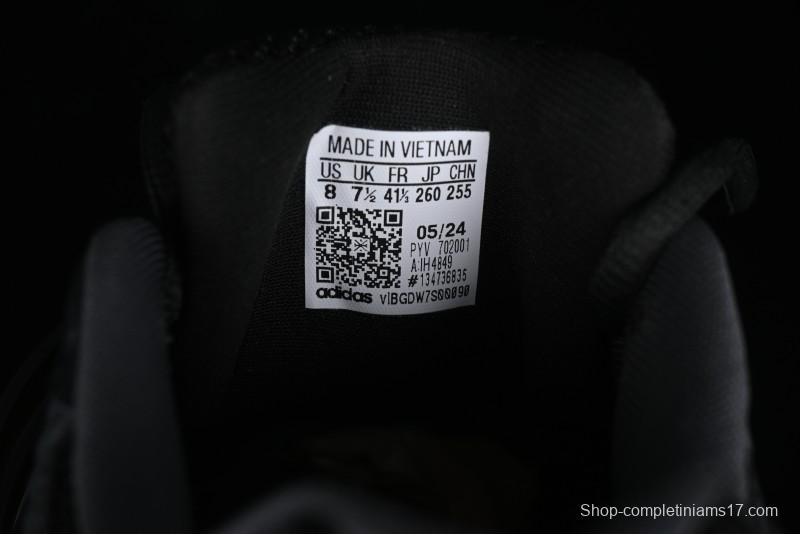 MADE IN VIETNAM
US UK FR JP CHN
8 7½ 41⅓ 260 255
05/24
PYV 702001
A:IH4849
#134736835
adidas v|BGDW7S00090
Shop-completiniams17.com